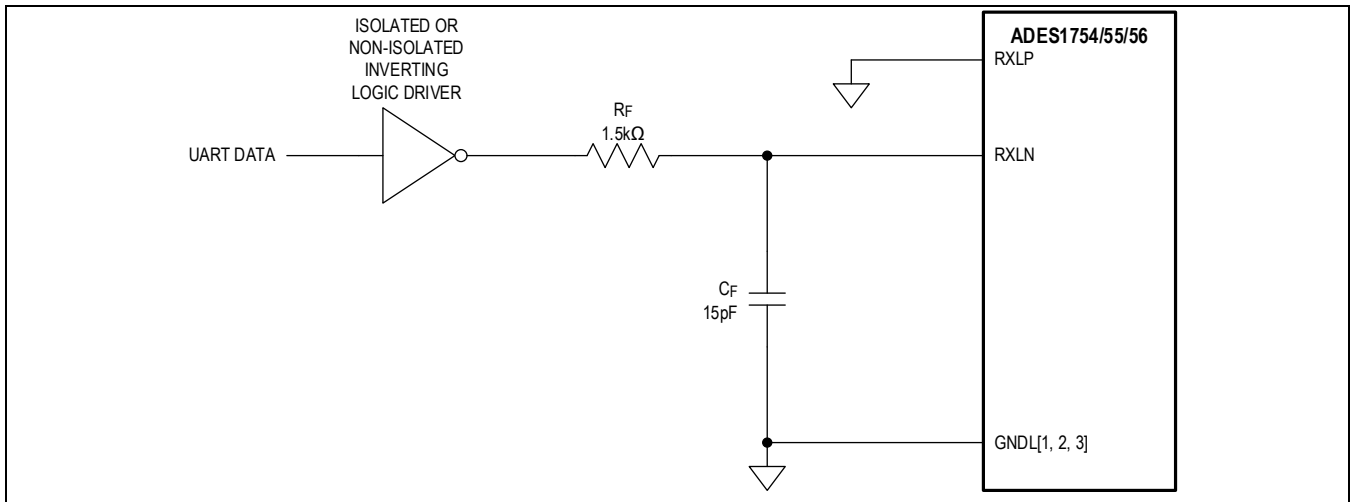 ISOLATED OR
NON-ISOLATED
INVERTING
LOGIC DRIVER
UART DATA
RF
1.5kΩ
CF
15pF
ADES1754/55/56
RXLP
RXLN
GNDL[1, 2, 3]